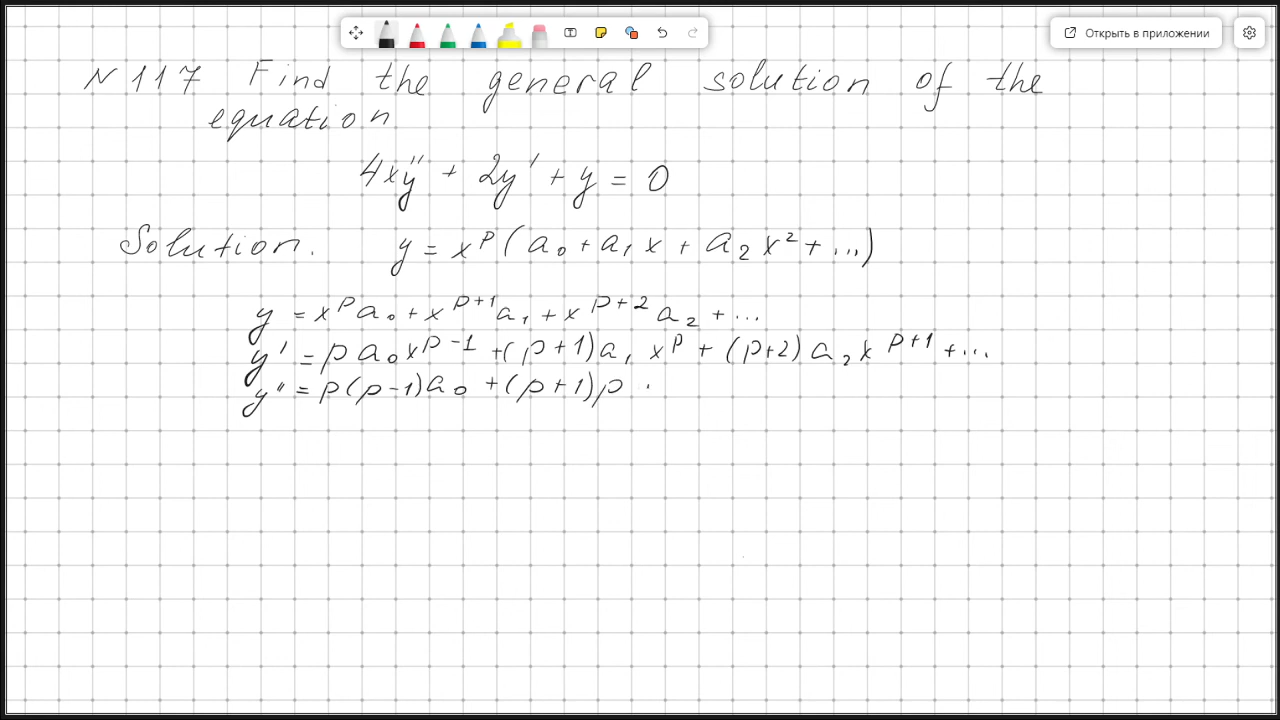 Открыть в приложении
N 117 Find the general solution of the
equation
4xy'' + 2y' + y = 0
Solution. y = x^p (a₀ + a₁x + a₂x² + ...)
y = x^p a₀ + x^{p+1} a₁ + x^{p+2} a₂ + ...
y' = p a₀ x^{p-1} + (p+1) a₁ x^p + (p+2) a₂ x^{p+1} + ...
y'' = p(p-1) a₀ + (p+1) p ·